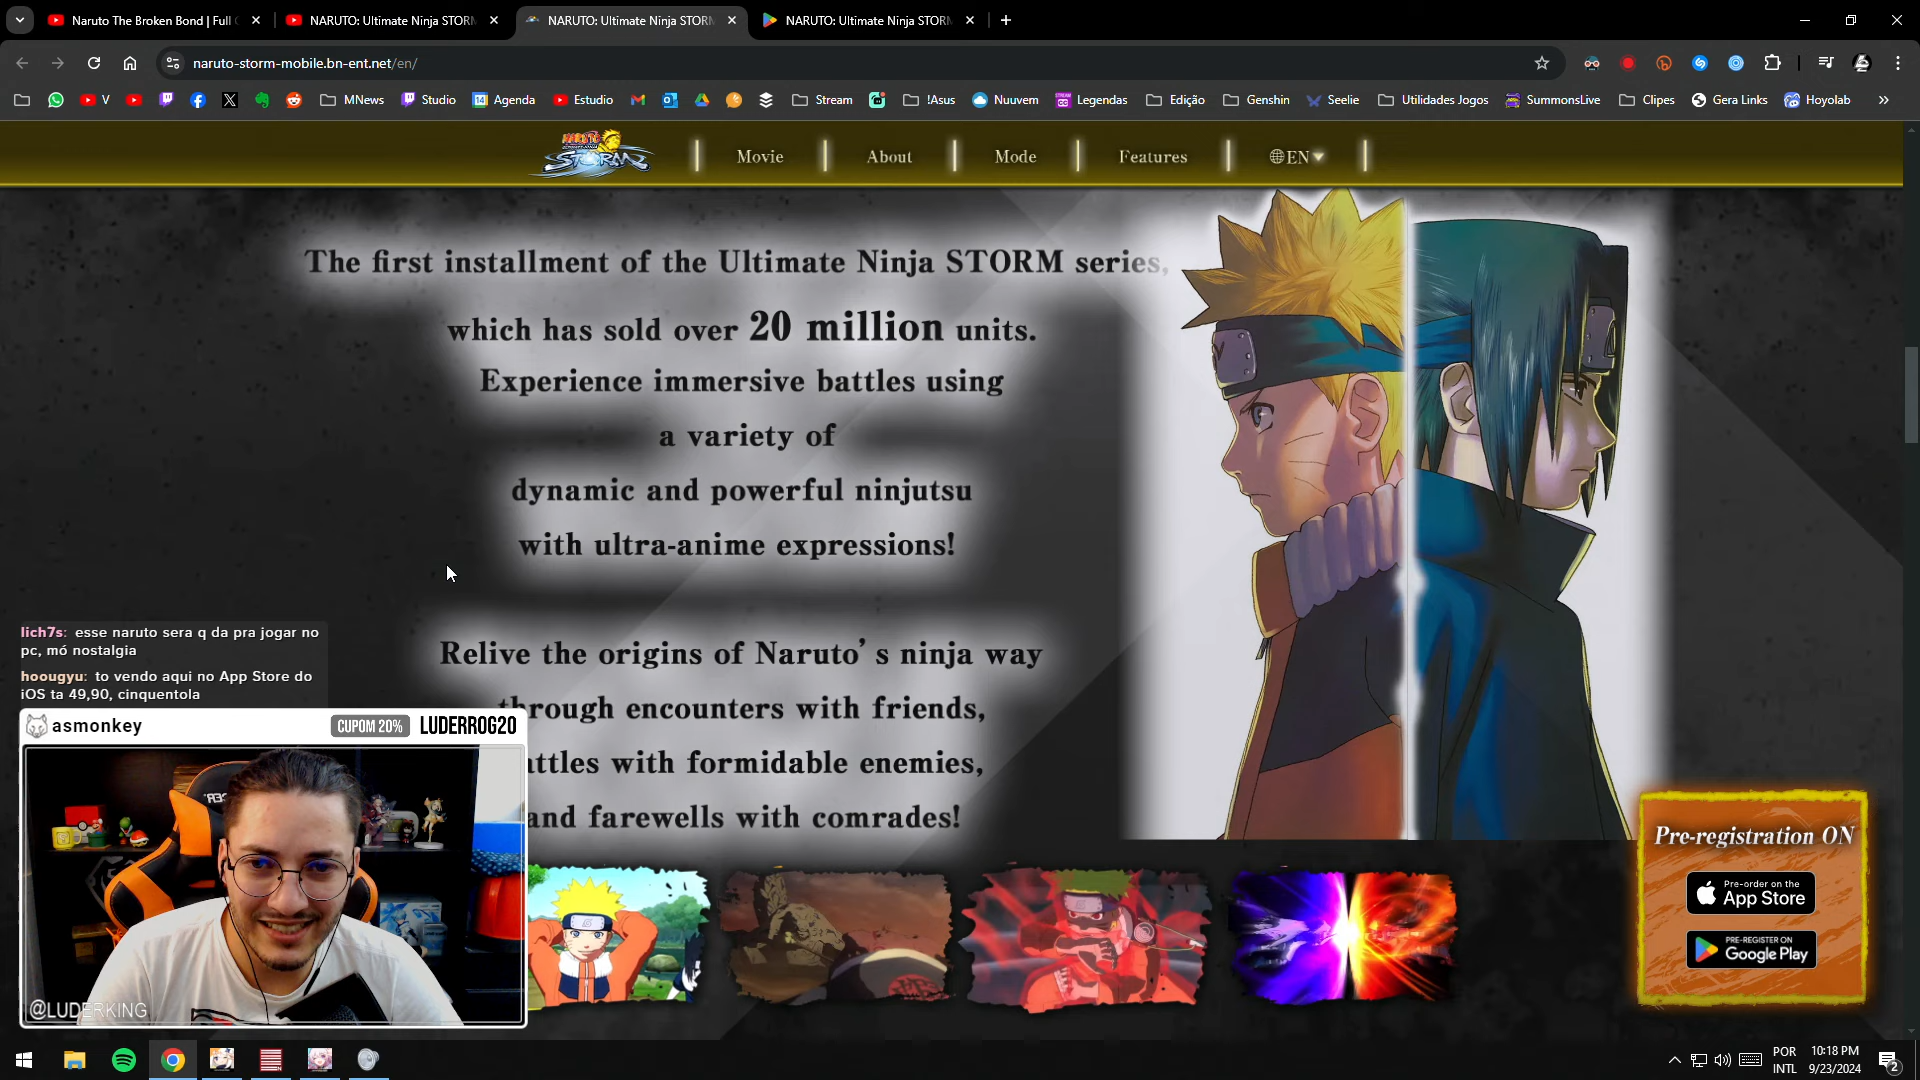 Naruto The Broken Bond | Full
NARUTO: Ultimate Ninja STORM
NARUTO: Ultimate Ninja STORM
NARUTO: Ultimate Ninja STORM
naruto-storm-mobile.bn-ent.net/en/
V
MNews
Studio
Agenda
Estudio
Stream
!Asus
Nuuvem
Legendas
Edição
Genshin
Seelie
Utilidades Jogos
SummonsLive
Clipes
Gera Links
Hoyolab
NARUTO
STORM
Movie
About
Mode
Features
EN▼
The first installment of the Ultimate Ninja STORM series,
which has sold over 20 million units.
Experience immersive battles using
a variety of
dynamic and powerful ninjutsu
with ultra-anime expressions!
Relive the origins of Naruto's ninja way
through encounters with friends,
attles with formidable enemies,
and farewells with comrades!
lich7s: esse naruto sera q da pra jogar no
pc, mó nostalgia
hoougyu: to vendo aqui no App Store do
iOS ta 49,90, cinquentola
asmonkey
CUPOM 20% LUDERROG20
@LUDERKING
Pre-registration ON
Pre-order on the
App Store
PRE-REGISTER ON
Google Play
POR
INTL
10:18 PM
9/23/2024
2